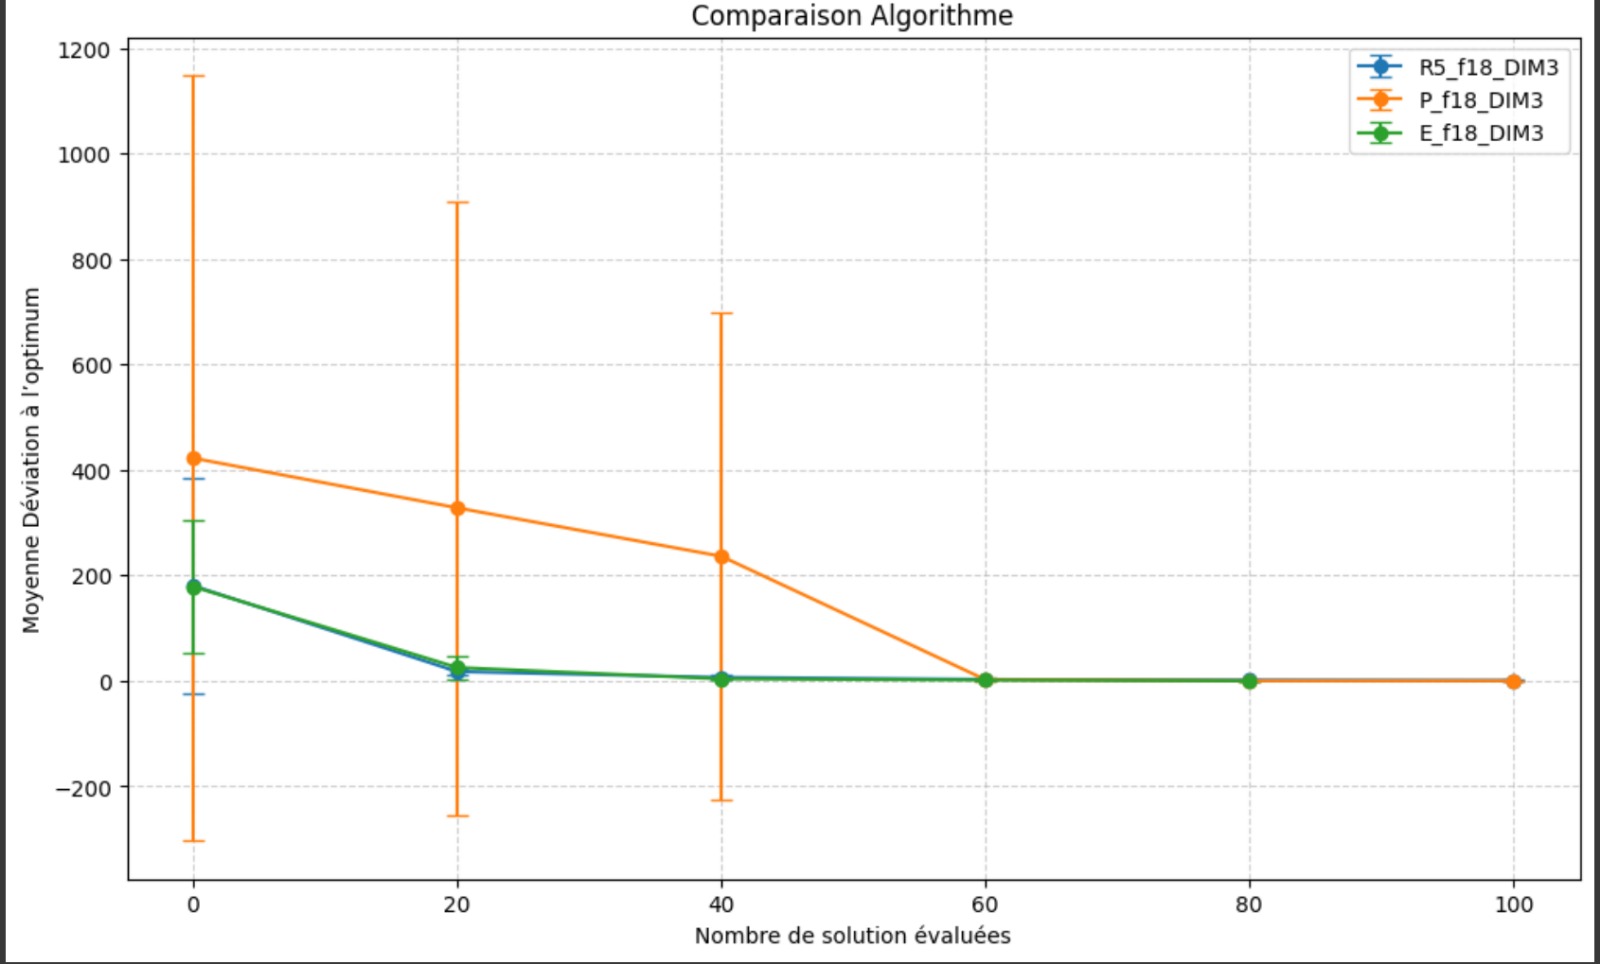 Comparaison Algorithme
R5_f18_DIM3
P_f18_DIM3
E_f18_DIM3
Moyenne Déviation à l'optimum
1200
1000
800
600
400
200
0
−200
0 20 40 60 80 100
Nombre de solution évaluées